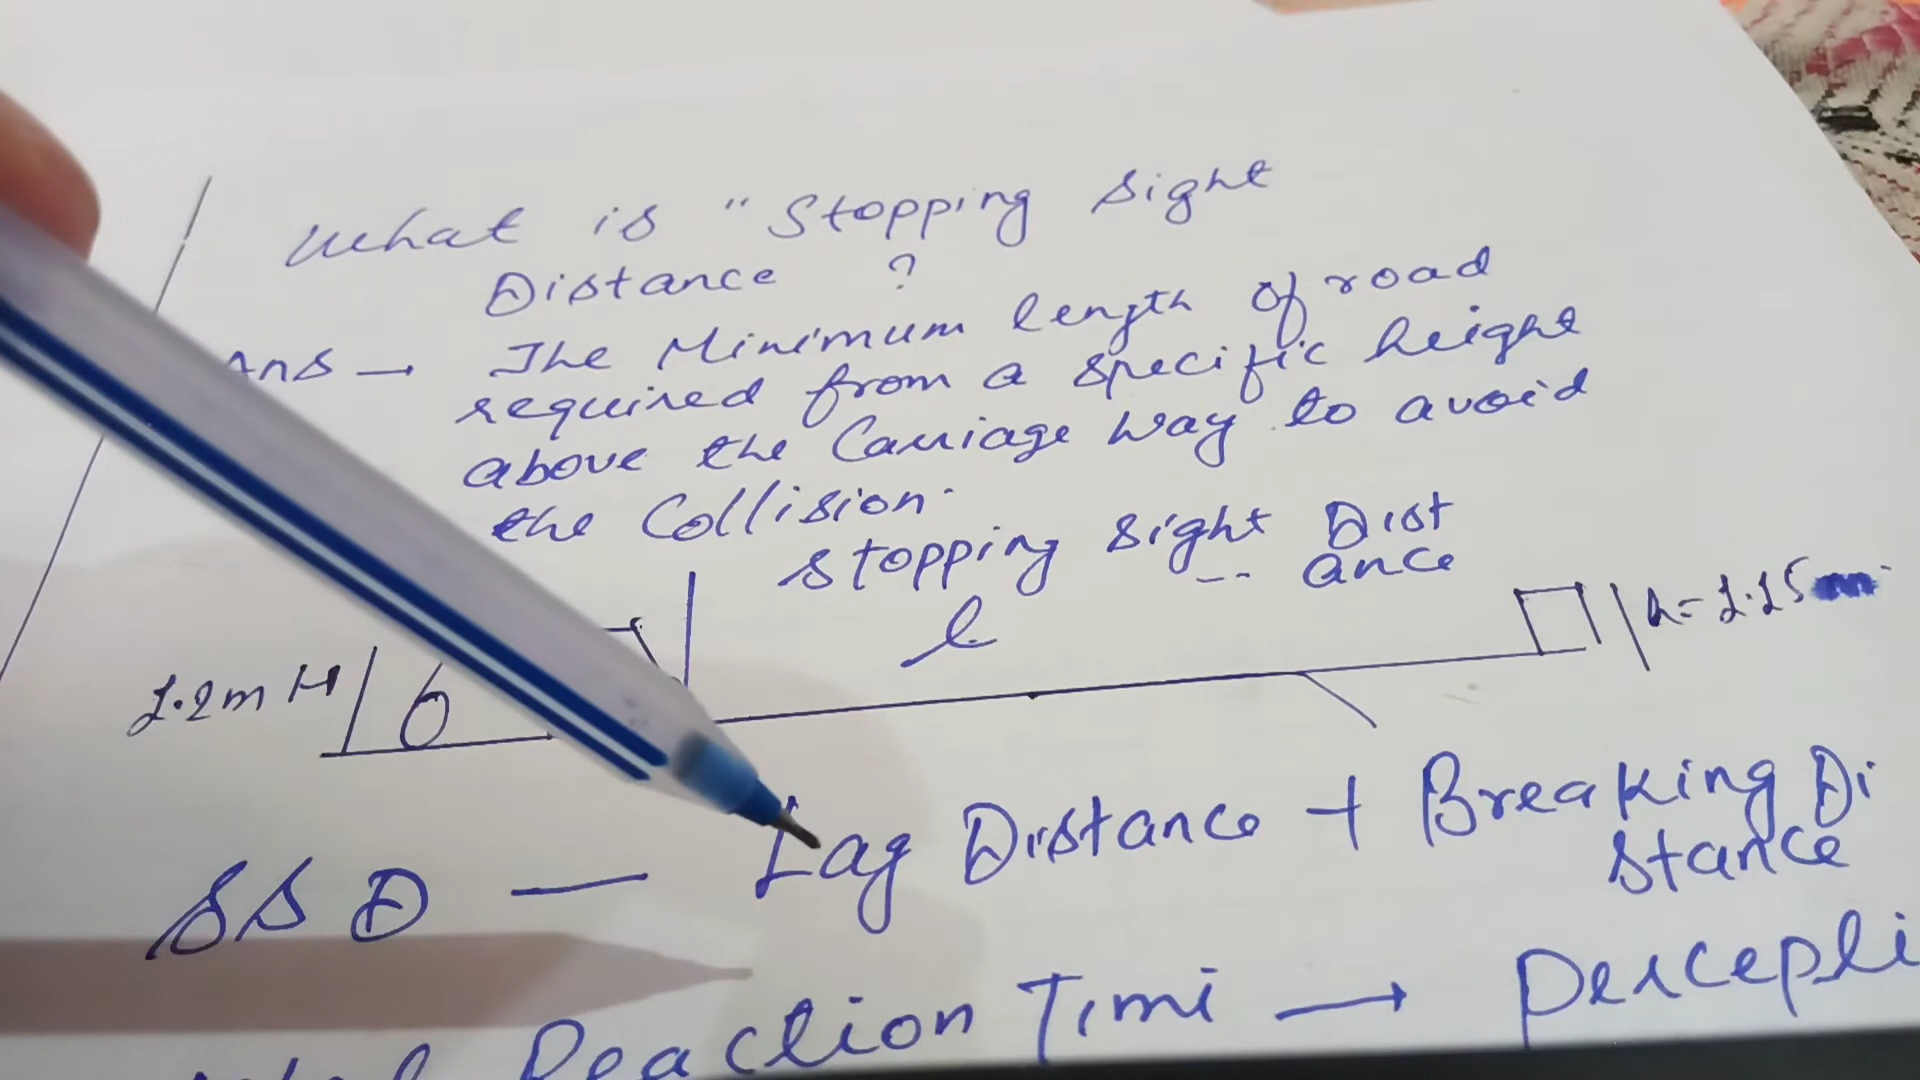 What is "Stopping Sight
Distance ?
Ans → The Minimum length of road
required from a specific height
above the Carriage Way to avoid
the Collision.
Stopping Sight Dist
ance
l
1.2m H
h = 1.15
SSD — Lag Distance + Breaking Di
stance
Reaction Time →